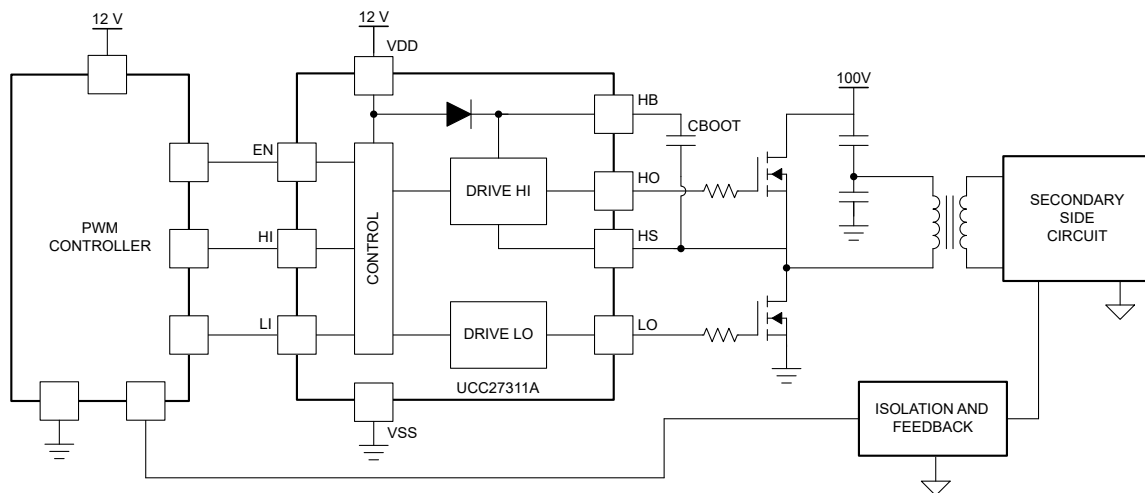 12 V
12 V
VDD
100V
HB
CBOOT
EN
DRIVE HI
HO
PWM
CONTROLLER
SECONDARY
SIDE
CIRCUIT
HI
CONTROL
HS
LI
DRIVE LO
LO
UCC27311A
VSS
ISOLATION AND
FEEDBACK